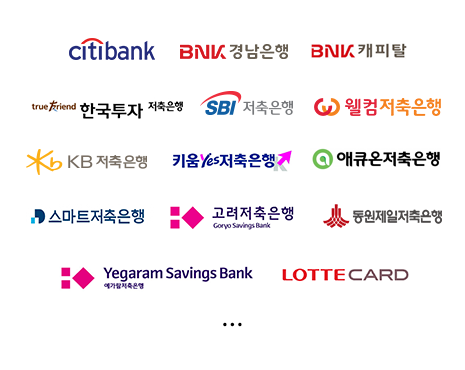 citibank BNK 경남은행 BNK 캐피탈
true Friend 한국투자 저축은행 SBI 저축은행 웰컴저축은행
Kb KB 저축은행 키움Yes저축은행 K 애큐온저축은행
스마트저축은행 고려저축은행 동원제일저축은행
Goryo Savings Bank
Yegaram Savings Bank LOTTE CARD
예가람저축은행
...